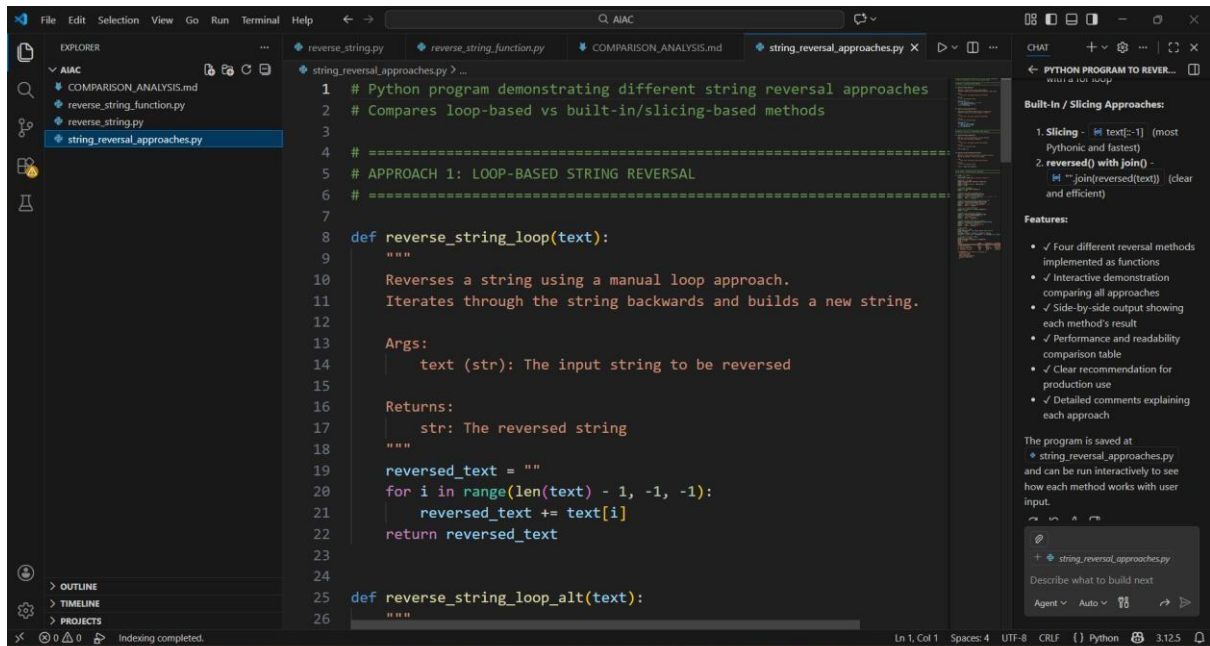 File Edit Selection View Go Run Terminal Help
AIAC
EXPLORER
AIAC
COMPARISON_ANALYSIS.md
reverse_string_function.py
reverse_string.py
string_reversal_approaches.py
OUTLINE
TIMELINE
PROJECTS
reverse_string.py reverse_string_function.py COMPARISON_ANALYSIS.md string_reversal_approaches.py
string_reversal_approaches.py > ...
1 # Python program demonstrating different string reversal approaches
2 # Compares loop-based vs built-in/slicing-based methods
3
4 # ===================================================================
5 # APPROACH 1: LOOP-BASED STRING REVERSAL
6 # ===================================================================
7
8 def reverse_string_loop(text):
9 """
10 Reverses a string using a manual loop approach.
11 Iterates through the string backwards and builds a new string.
12
13 Args:
14 text (str): The input string to be reversed
15
16 Returns:
17 str: The reversed string
18 """
19 reversed_text = ""
20 for i in range(len(text) - 1, -1, -1):
21 reversed_text += text[i]
22 return reversed_text
23
24
25 def reverse_string_loop_alt(text):
26 """
CHAT
PYTHON PROGRAM TO REVER...
with a for loop
Built-In / Slicing Approaches:
1. Slicing - text[::-1] (most
Pythonic and fastest)
2. reversed() with join() -
"".join(reversed(text)) (clear
and efficient)
Features:
• ✓ Four different reversal methods
implemented as functions
• ✓ Interactive demonstration
comparing all approaches
• ✓ Side-by-side output showing
each method's result
• ✓ Performance and readability
comparison table
• ✓ Clear recommendation for
production use
• ✓ Detailed comments explaining
each approach
The program is saved at
string_reversal_approaches.py
and can be run interactively to see
how each method works with user
input.
+ string_reversal_approaches.py
Describe what to build next
Agent Auto
0 0 Indexing completed.
Ln 1, Col 1 Spaces: 4 UTF-8 CRLF {} Python 3.12.5